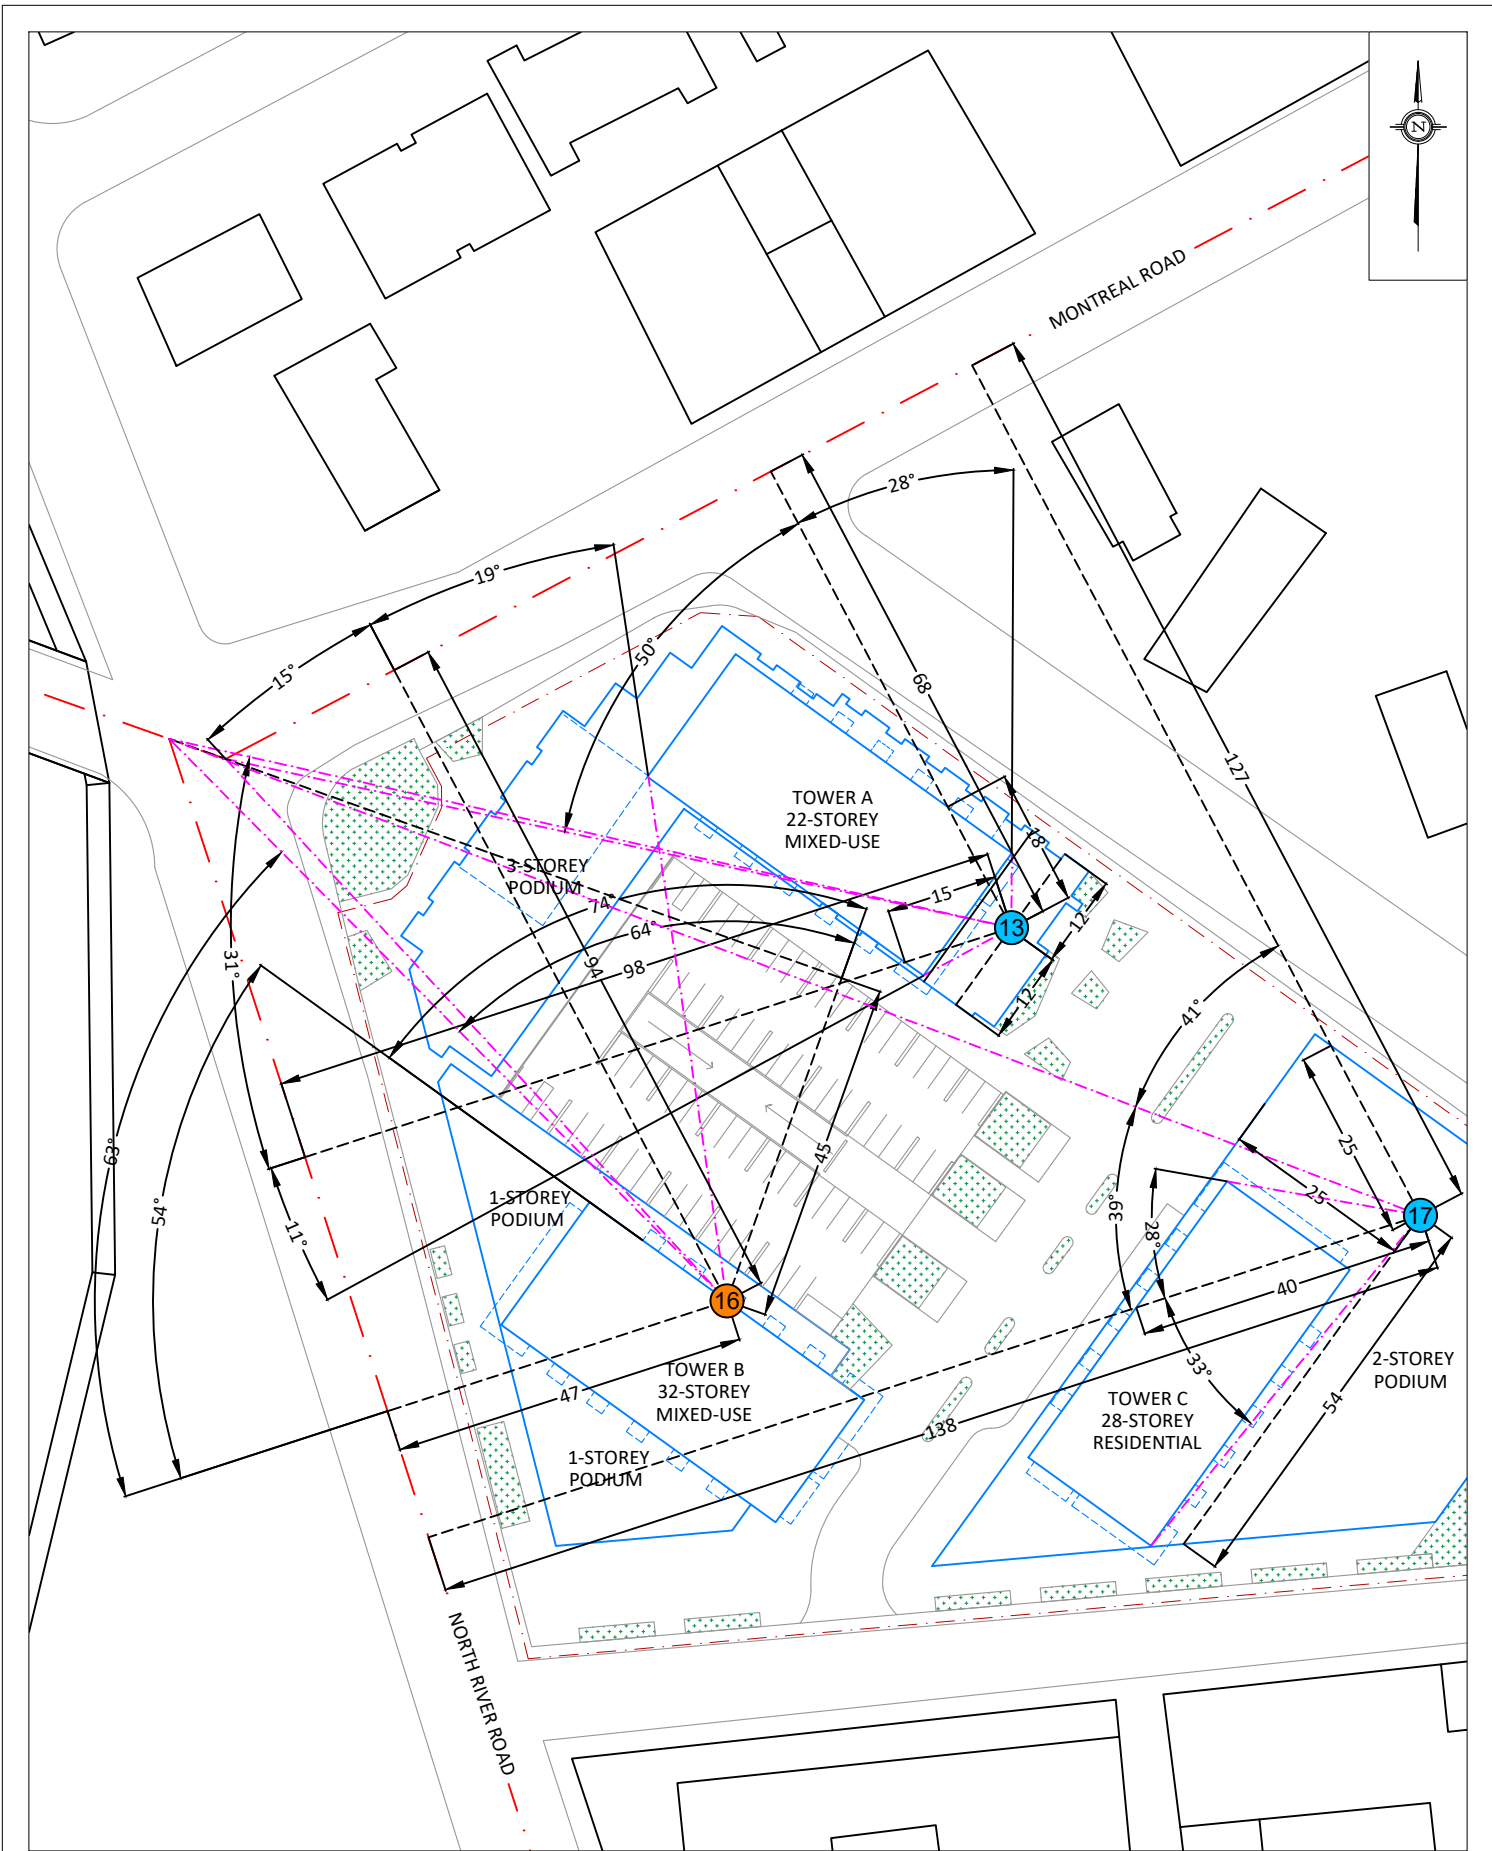 N
MONTREAL ROAD
28°
19°
15°
50°
68
127
TOWER A
22-STOREY
MIXED-USE
18
3-STOREY
PODIUM
74°
15
13
12
64°
98
94
12
31°
41°
45
25
63°
54°
1-STOREY
PODIUM
11°
39°
28°
25
17
16
40
33°
TOWER B
32-STOREY
MIXED-USE
47
2-STOREY
PODIUM
54
TOWER C
28-STOREY
RESIDENTIAL
138
1-STOREY
PODIUM
NORTH RIVER ROAD